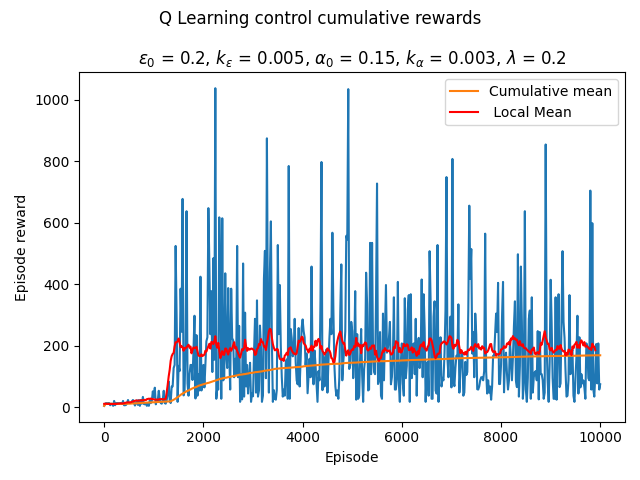 Q Learning control cumulative rewards
ε₀ = 0.2, kε = 0.005, α₀ = 0.15, kα = 0.003, λ = 0.2
Cumulative mean
Local Mean
Episode reward
1000
800
600
400
200
0
0 2000 4000 6000 8000 10000
Episode